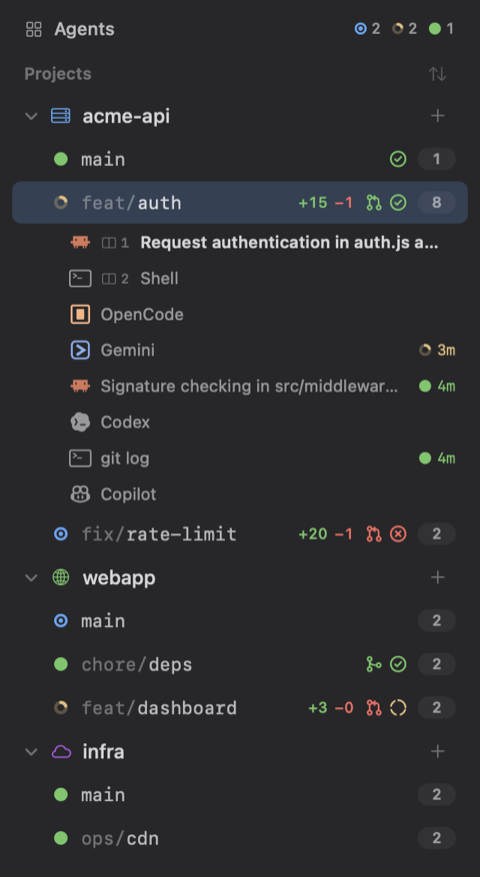 Agents 2 2 1
Projects
acme-api
main 1
feat/auth +15 −1 8
1 Request authentication in auth.js a...
2 Shell
OpenCode
Gemini 3m
Signature checking in src/middlewar... 4m
Codex
git log 4m
Copilot
fix/rate-limit +20 −1 2
webapp
main 2
chore/deps 2
feat/dashboard +3 −0 2
infra
main 2
ops/cdn 2